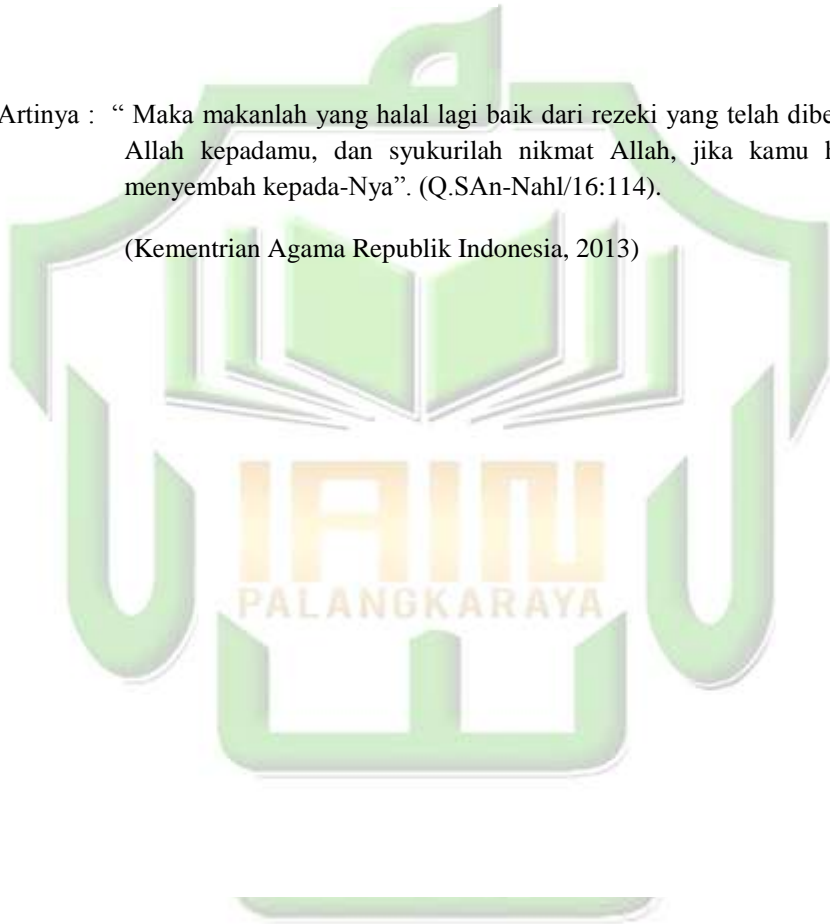 Artinya : “ Maka makanlah yang halal lagi baik dari rezeki yang telah
Allah kepadamu, dan syukurilah nikmat Allah, jika kamu
menyembah kepada-Nya”. (Q.SAn-Nahl/16:114).
(Kementrian Agama Republik Indonesia, 2013)
IAIN
PALANGKARAYA